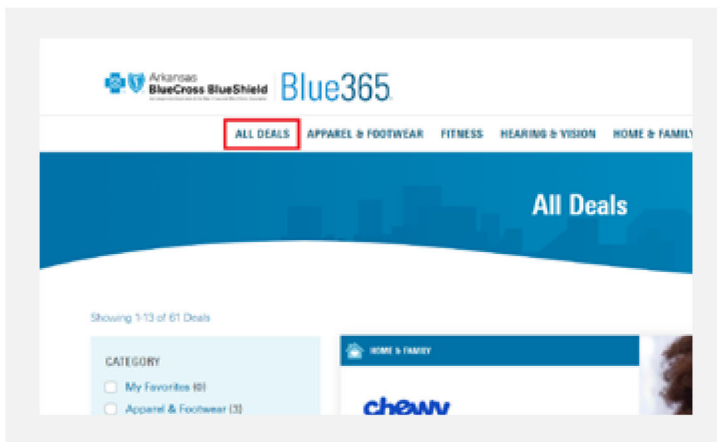 Arkansas
BlueCross BlueShield
Blue365
ALL DEALS APPAREL & FOOTWEAR FITNESS HEARING & VISION HOME & FAMILY
All Deals
Showing 1-13 of 61 Deals
CATEGORY
My Favorites (0)
Apparel & Footwear (3)
HOME & FAMILY
chewy